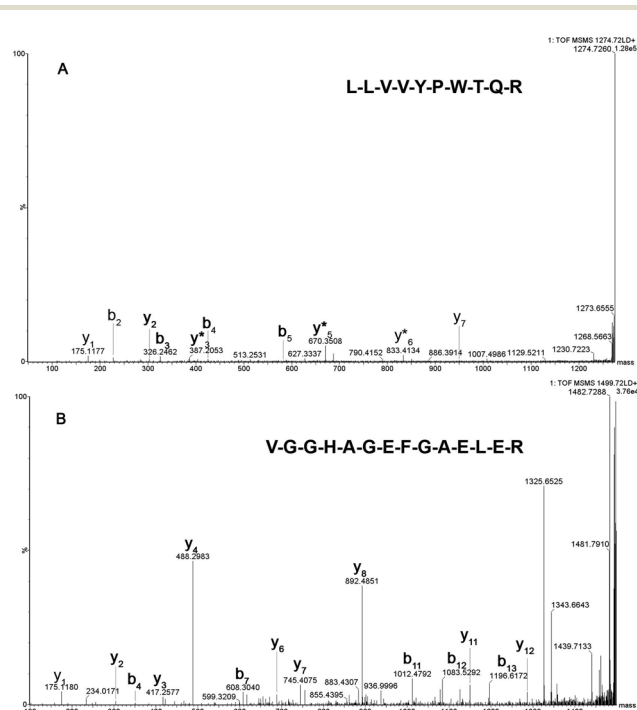 1: TOF MSMS 1274.72LD+
1274.7260 1.28e5
100
A
L-L-V-V-Y-P-W-T-Q-R
%
1273.6555
1268.5663
b2
y2
b4
y*5
y7
y1
b3
y*3
b5
670.3508
y*6
175.1177
326.2462
387.2053
513.2531
627.3337
790.4152
833.4134
886.3914
1007.4986
1129.5211
1230.7223
0
mass
100 200 300 400 500 600 700 800 900 1000 1100 1200
1: TOF MSMS 1499.72LD+
1482.7288 3.76e4
100
B
V-G-G-H-A-G-E-F-G-A-E-L-E-R
1325.6525
y4
488.2983
%
1481.7910
y8
892.4851
1343.6643
y6
y11
y12
1439.7133
y2
y7
b11
b12
b13
y1
b4
y3
b7
745.4075
1012.4792
1083.5292
1196.6172
175.1180
234.0171
417.2577
608.3040
599.3209
883.4307
855.4395
936.9996
0
mass